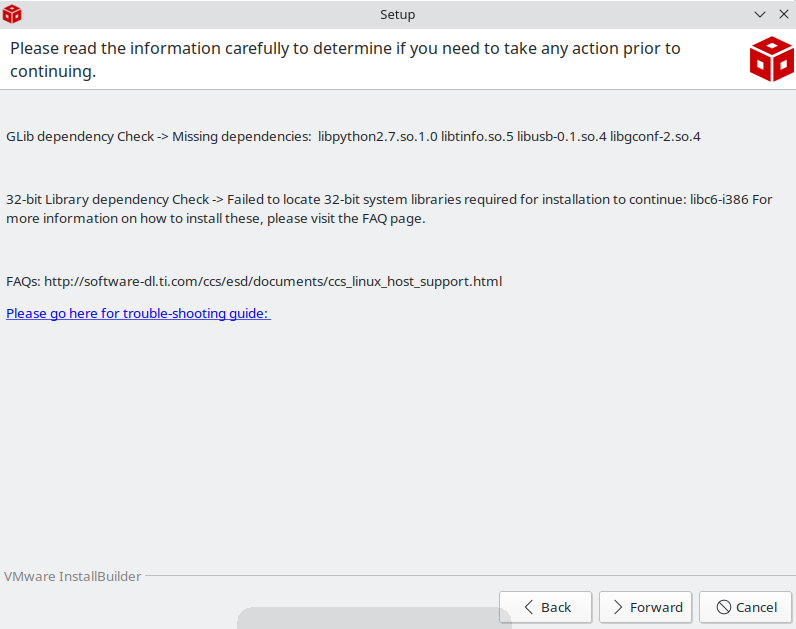 Setup
Please read the information carefully to determine if you need to take any action prior to
continuing.
GLib dependency Check -> Missing dependencies:  libpython2.7.so.1.0 libtinfo.so.5 libusb-0.1.so.4 libgconf-2.so.4
32-bit Library dependency Check -> Failed to locate 32-bit system libraries required for installation to continue: libc6-i386 For
more information on how to install these, please visit the FAQ page.
FAQs: http://software-dl.ti.com/ccs/esd/documents/ccs_linux_host_support.html
Please go here for trouble-shooting guide:
VMware InstallBuilder
Back Forward Cancel